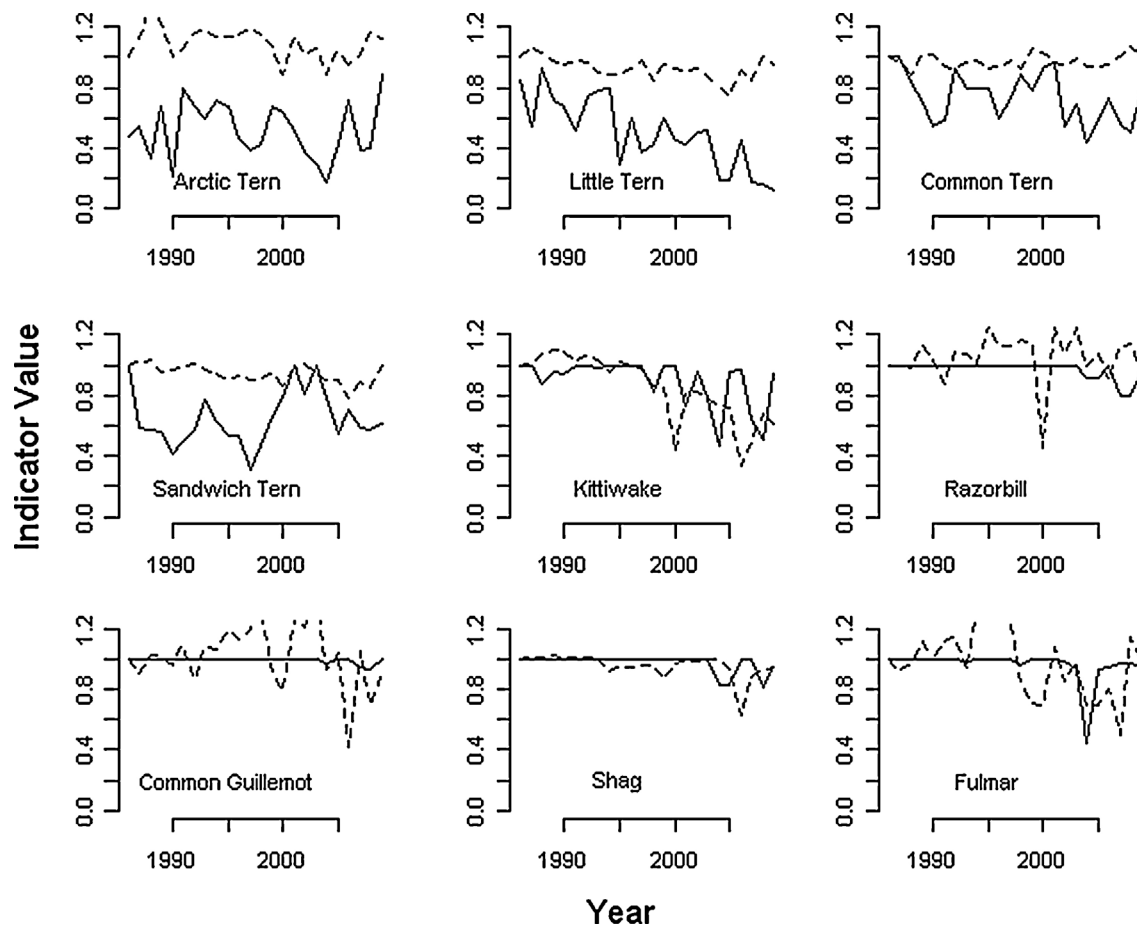 0.0 0.4 0.8 1.2
Arctic Tern
1990 2000
0.0 0.4 0.8 1.2
Little Tern
1990 2000
0.0 0.4 0.8 1.2
Common Tern
1990 2000
Indicator Value
0.0 0.4 0.8 1.2
Sandwich Tern
1990 2000
0.0 0.4 0.8 1.2
Kittiwake
1990 2000
0.0 0.4 0.8 1.2
Razorbill
1990 2000
0.0 0.4 0.8 1.2
Common Guillemot
1990 2000
0.0 0.4 0.8 1.2
Shag
1990 2000
0.0 0.4 0.8 1.2
Fulmar
1990 2000
Year